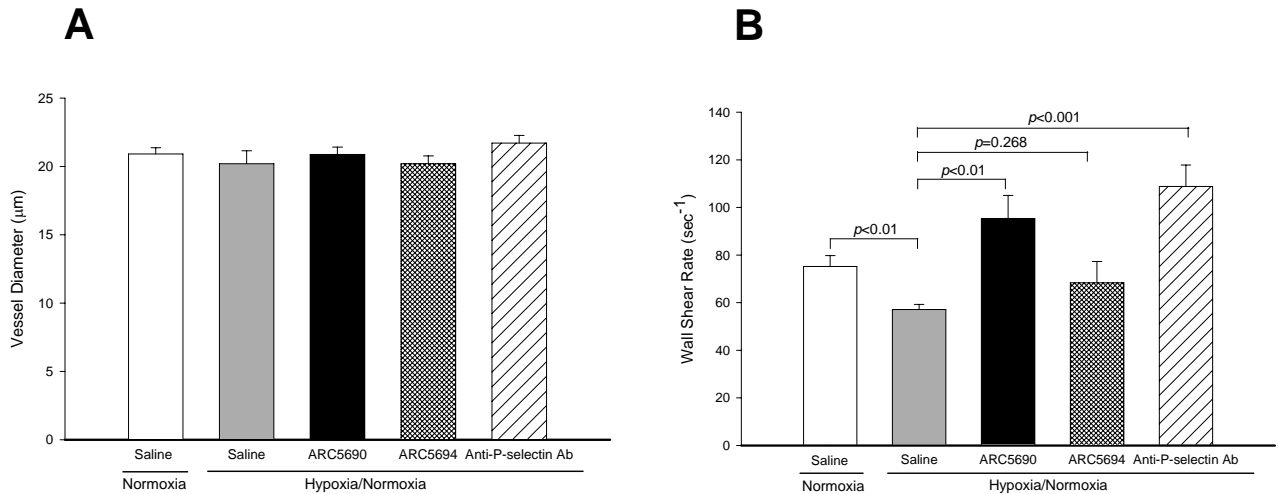 A
Vessel Diameter (μm)
25
20
15
10
5
0
Saline
Saline
ARC5690
ARC5694
Anti-P-selectin Ab
Normoxia
Hypoxia/Normoxia
B
Wall Shear Rate (sec⁻¹)
140
120
100
80
60
40
20
0
p<0.001
p=0.268
p<0.01
p<0.01
Saline
Saline
ARC5690
ARC5694
Anti-P-selectin Ab
Normoxia
Hypoxia/Normoxia